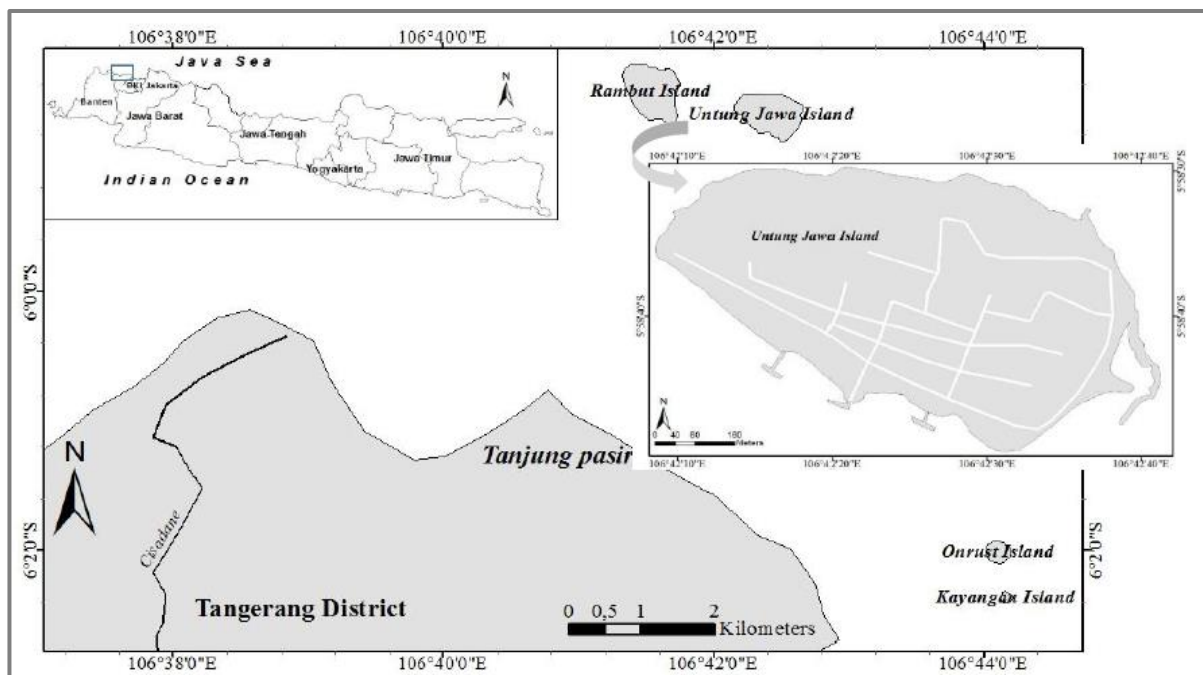 106°38'0"E 106°40'0"E 106°42'0"E 106°44'0"E
Java Sea
N
DKI Jakarta
Banten
Jawa Barat
Jawa Tengah
Jawa Timur
Yogyakarta
Indian Ocean
Rambut Island
Untung Jawa Island
106°42'10"E 106°42'20"E 106°42'30"E 106°42'40"E
5°58'30"S
Untung Jawa Island
5°58'40"S 5°58'40"S
N
0 40 80 160
Meters
106°42'10"E 106°42'20"E 106°42'30"E 106°42'40"E
6°0'0"S
Tanjung pasir
N
Cisadane
6°2'0"S 6°2'0"S
Onrust Island
Kayangan Island
Tangerang District
0 0,5 1 2
Kilometers
106°38'0"E 106°40'0"E 106°42'0"E 106°44'0"E